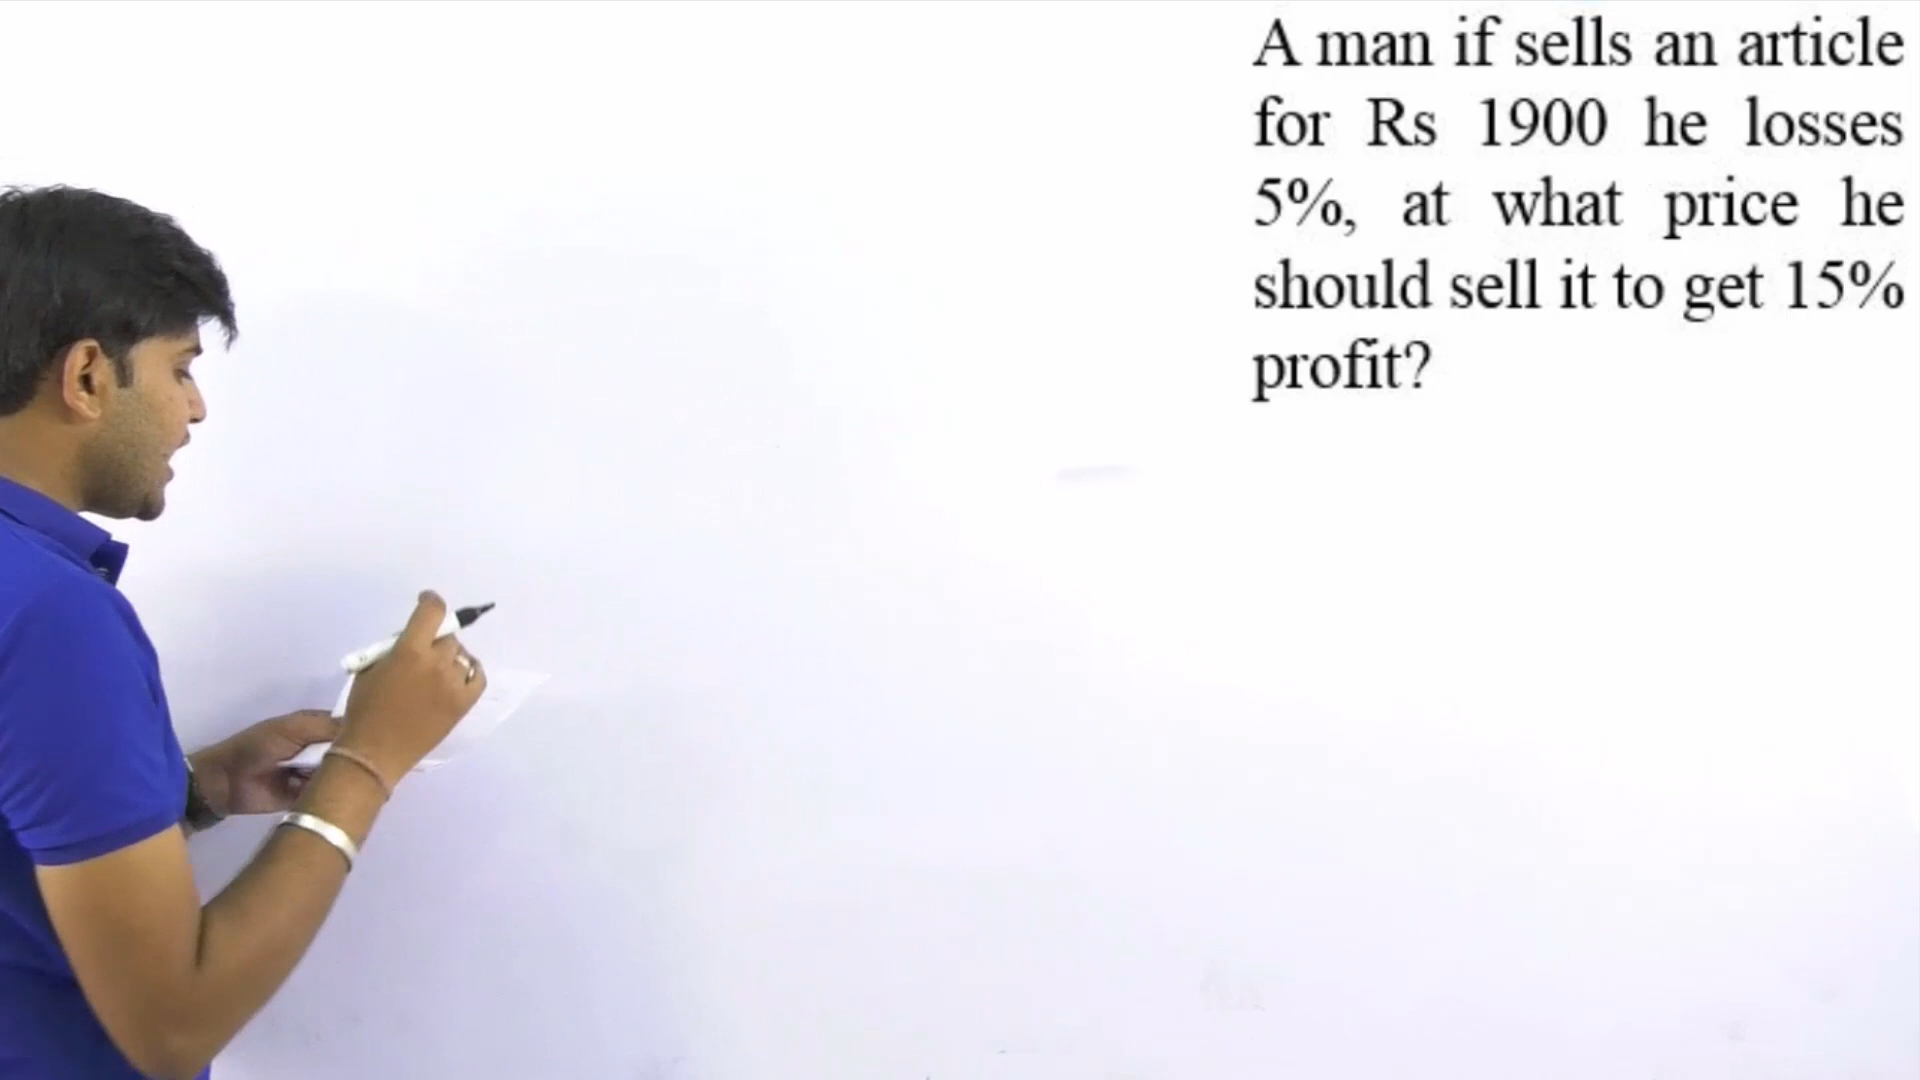 A man if sells an article
for Rs 1900 he losses
5%, at what price he
should sell it to get 15%
profit?